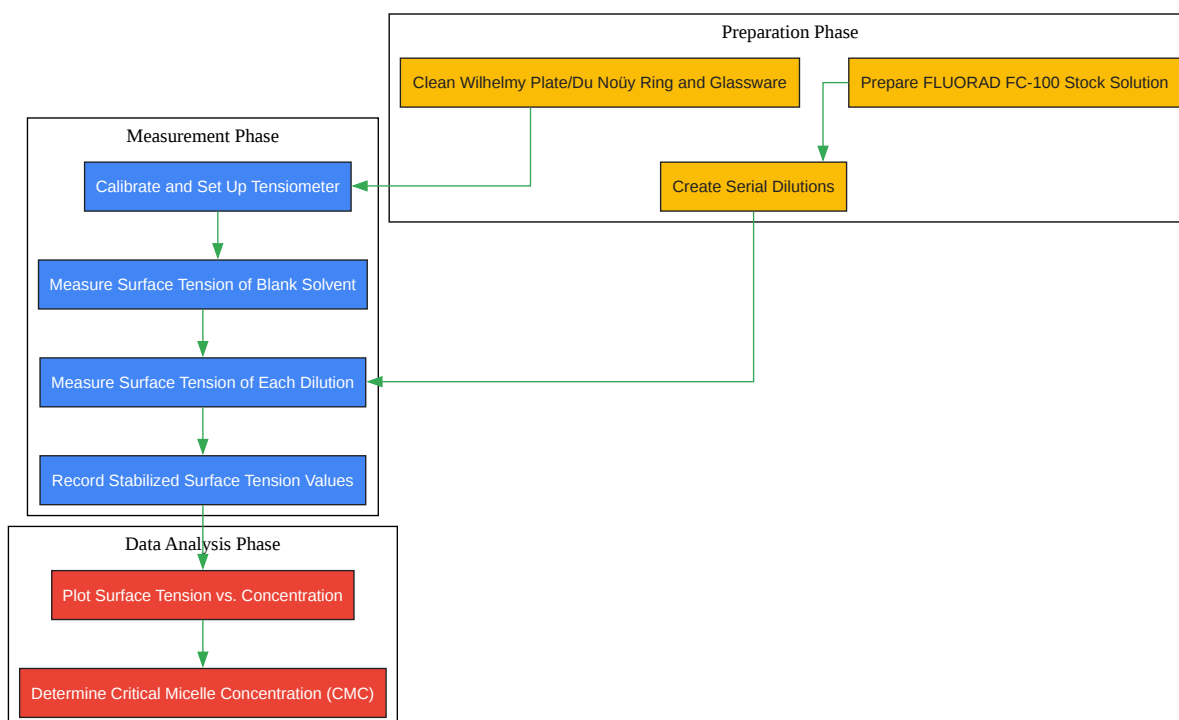 Preparation Phase
Clean Wilhelmy Plate/Du Noüy Ring and Glassware
Prepare FLUORAD FC-100 Stock Solution
Create Serial Dilutions
Measurement Phase
Calibrate and Set Up Tensiometer
Measure Surface Tension of Blank Solvent
Measure Surface Tension of Each Dilution
Record Stabilized Surface Tension Values
Data Analysis Phase
Plot Surface Tension vs. Concentration
Determine Critical Micelle Concentration (CMC)